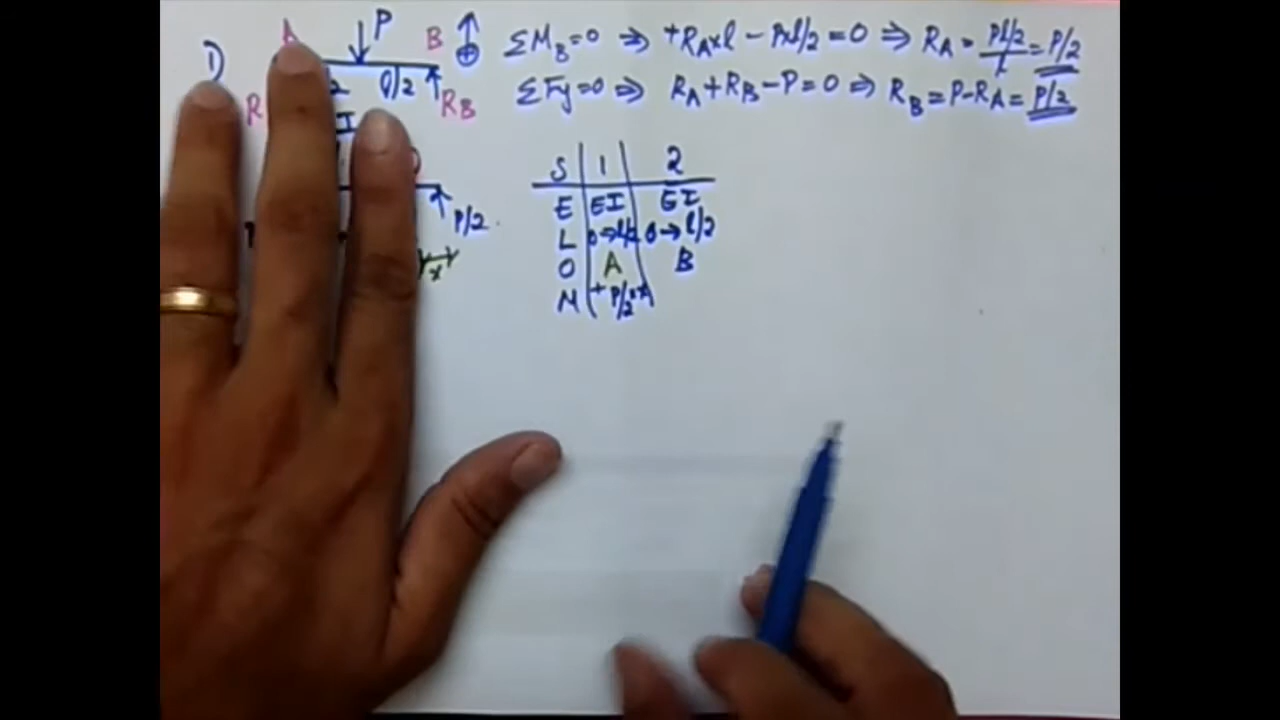 P
A B ⊕ ΣM_B=0 ⇒ +R_A×l − P×l/2 = 0 ⇒ R_A = (Pl/2)/l = P/2
1) l/2 ΣFy=0 ⇒ R_A+R_B−P=0 ⇒ R_B=P−R_A= P/2
R R_B
I
P/2
x
S 1 2
E EI EI
L 0→l/2 0→l/2
O A B
M +P/2×x